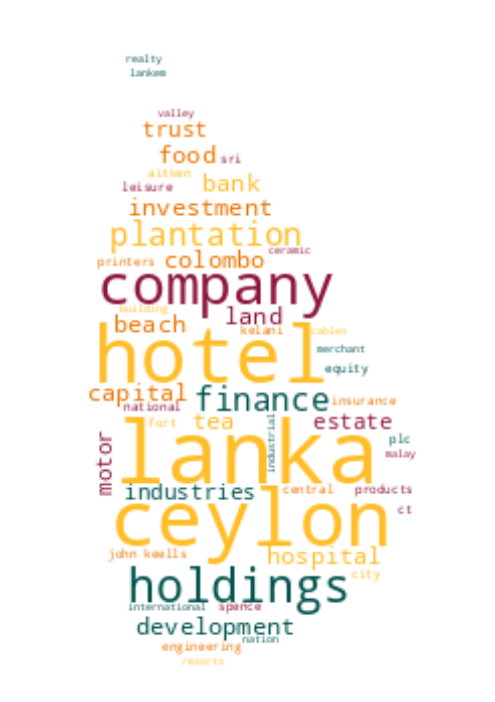 realty
lankem
valley
trust
food sri
aitken
leisure bank
investment
plantation
ceramic
printers colombo
company
building
beach land
kelani cables
hotel
merchant
equity
capital finance insurance
national
fort tea estate
industrial
lanka
plc
malay
motor
industries central products
ceylon
ct
john keells hospital
city
holdings
international spence
development
nation
engineering
resorts